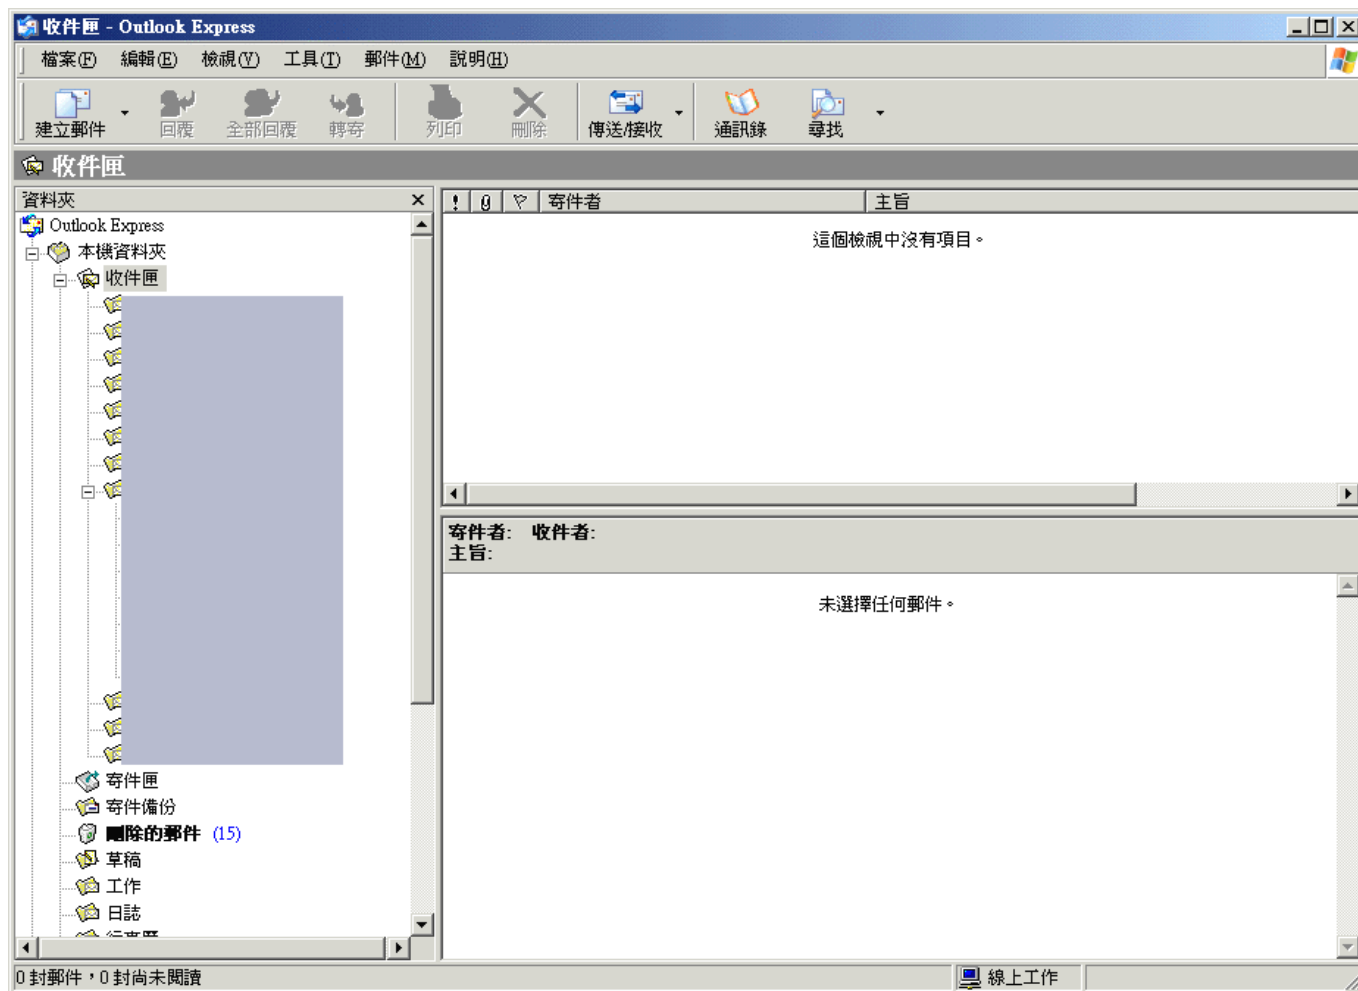 收件匣 - Outlook Express
檔案(F) 編輯(E) 檢視(V) 工具(T) 郵件(M) 說明(H)
建立郵件 回覆 全部回覆 轉寄 列印 刪除 傳送/接收 通訊錄 尋找
收件匣
資料夾
Outlook Express
本機資料夾
收件匣
寄件匣
寄件備份
刪除的郵件 (15)
草稿
工作
日誌
寄件者 主旨
這個檢視中沒有項目。
寄件者: 收件者:
主旨:
未選擇任何郵件。
0 封郵件，0 封尚未閱讀
線上工作